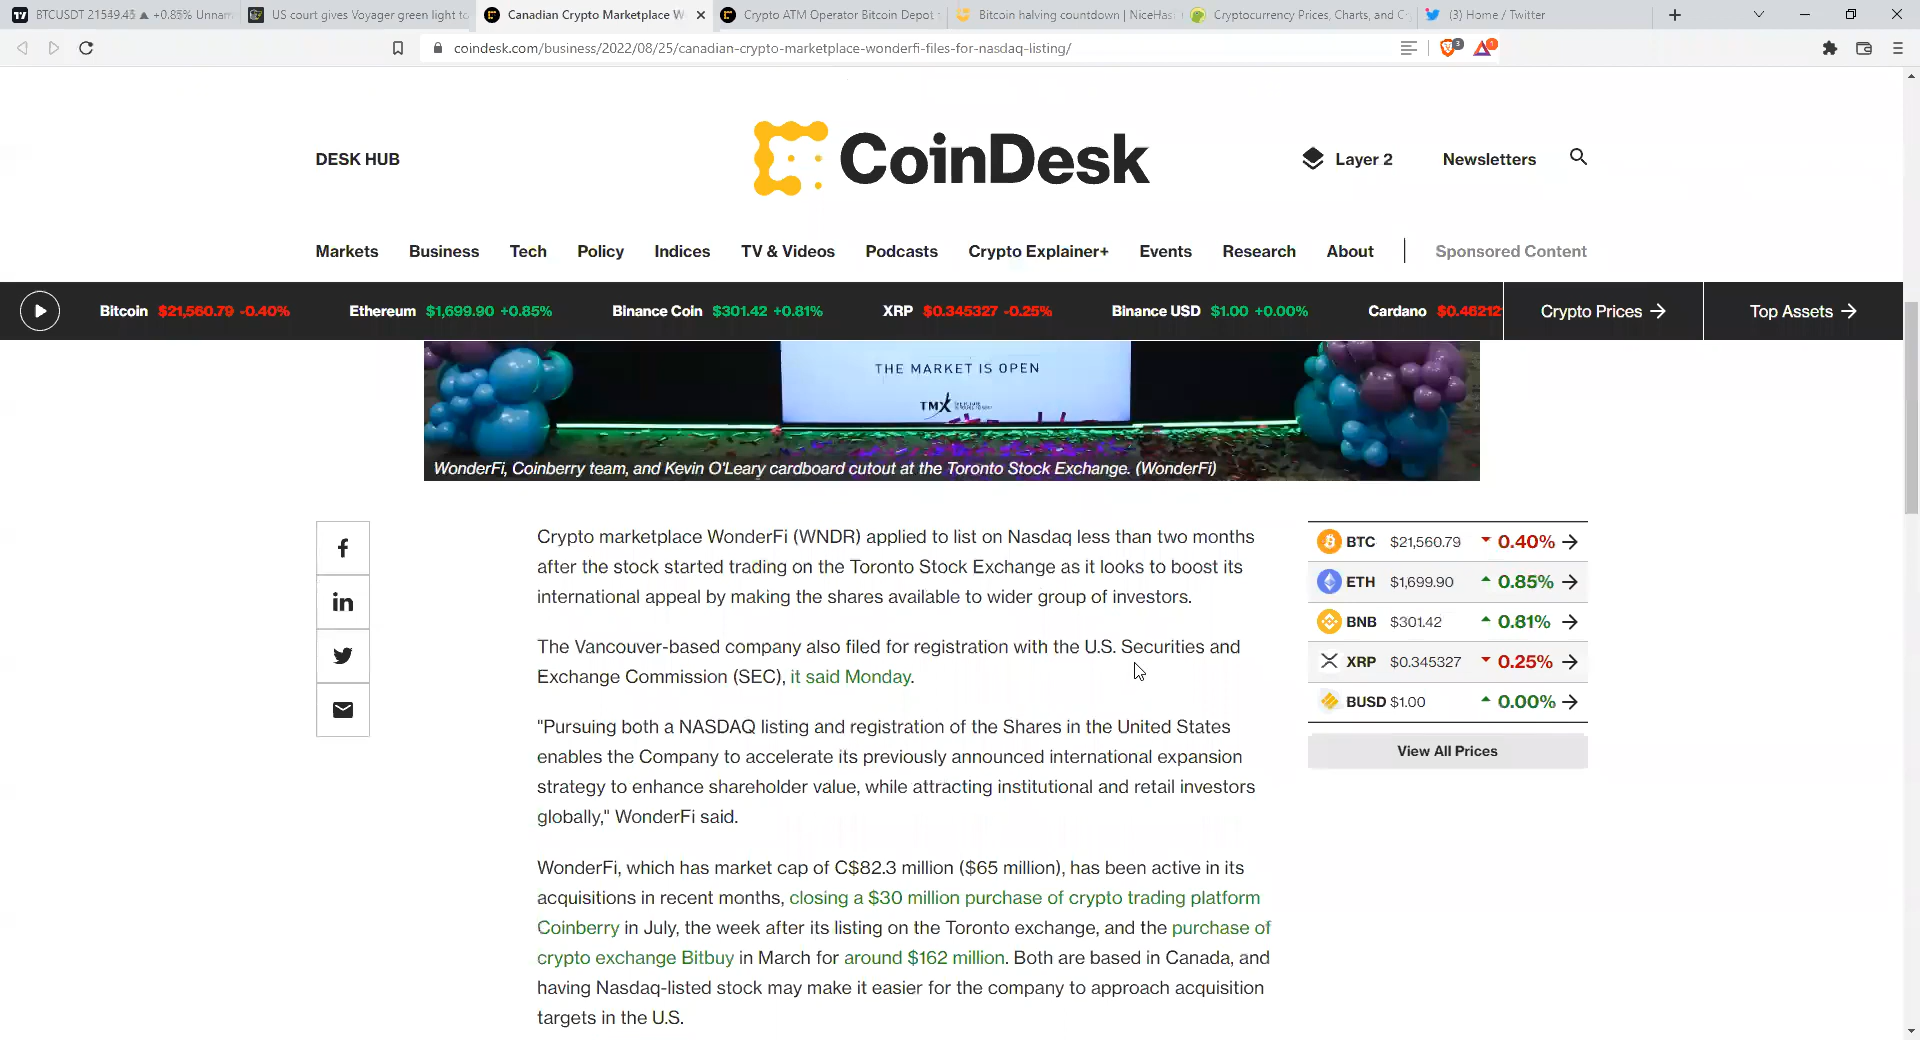 BTCUSDT 21549.43 ▲ +0.85% Unnam
US court gives Voyager green light to
Canadian Crypto Marketplace W
Crypto ATM Operator Bitcoin Depot
Bitcoin halving countdown | NiceHas
Cryptocurrency Prices, Charts, and C
(3) Home / Twitter
coindesk.com/business/2022/08/25/canadian-crypto-marketplace-wonderfi-files-for-nasdaq-listing/
3
1
DESK HUB
CoinDesk
Layer 2
Newsletters
Markets Business Tech Policy Indices TV & Videos Podcasts Crypto Explainer+ Events Research About Sponsored Content
Bitcoin $21,560.79 -0.40% Ethereum $1,699.90 +0.85% Binance Coin $301.42 +0.81% XRP $0.345327 -0.25% Binance USD $1.00 +0.00% Cardano $0.46212 Crypto Prices → Top Assets →
THE MARKET IS OPEN
TMX
WonderFi, Coinberry team, and Kevin O'Leary cardboard cutout at the Toronto Stock Exchange. (WonderFi)
Crypto marketplace WonderFi (WNDR) applied to list on Nasdaq less than two months
after the stock started trading on the Toronto Stock Exchange as it looks to boost its
international appeal by making the shares available to wider group of investors.
The Vancouver-based company also filed for registration with the U.S. Securities and
Exchange Commission (SEC), it said Monday.
"Pursuing both a NASDAQ listing and registration of the Shares in the United States
enables the Company to accelerate its previously announced international expansion
strategy to enhance shareholder value, while attracting institutional and retail investors
globally," WonderFi said.
WonderFi, which has market cap of C$82.3 million ($65 million), has been active in its
acquisitions in recent months, closing a $30 million purchase of crypto trading platform
Coinberry in July, the week after its listing on the Toronto exchange, and the purchase of
crypto exchange Bitbuy in March for around $162 million. Both are based in Canada, and
having Nasdaq-listed stock may make it easier for the company to approach acquisition
targets in the U.S.
BTC $21,560.79 0.40% →
ETH $1,699.90 0.85% →
BNB $301.42 0.81% →
XRP $0.345327 0.25% →
BUSD $1.00 0.00% →
View All Prices